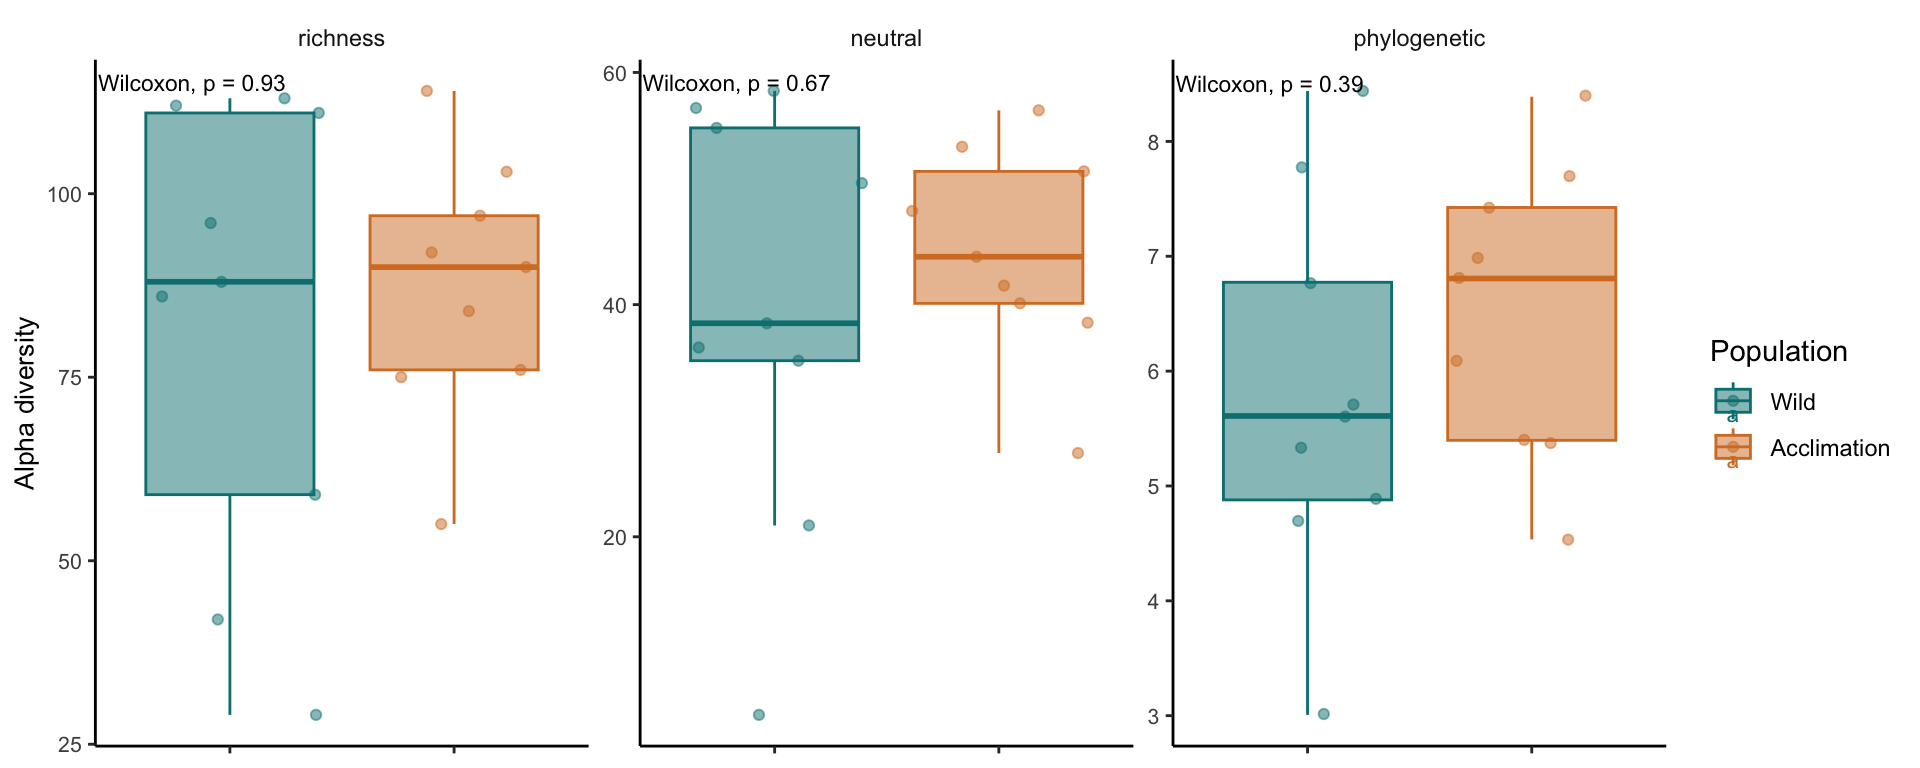 richness
neutral
phylogenetic
Wilcoxon, p = 0.93
Wilcoxon, p = 0.67
Wilcoxon, p = 0.39
Alpha diversity
100
75
50
25
60
40
20
8
7
6
5
4
3
Population
a
Wild
a
Acclimation